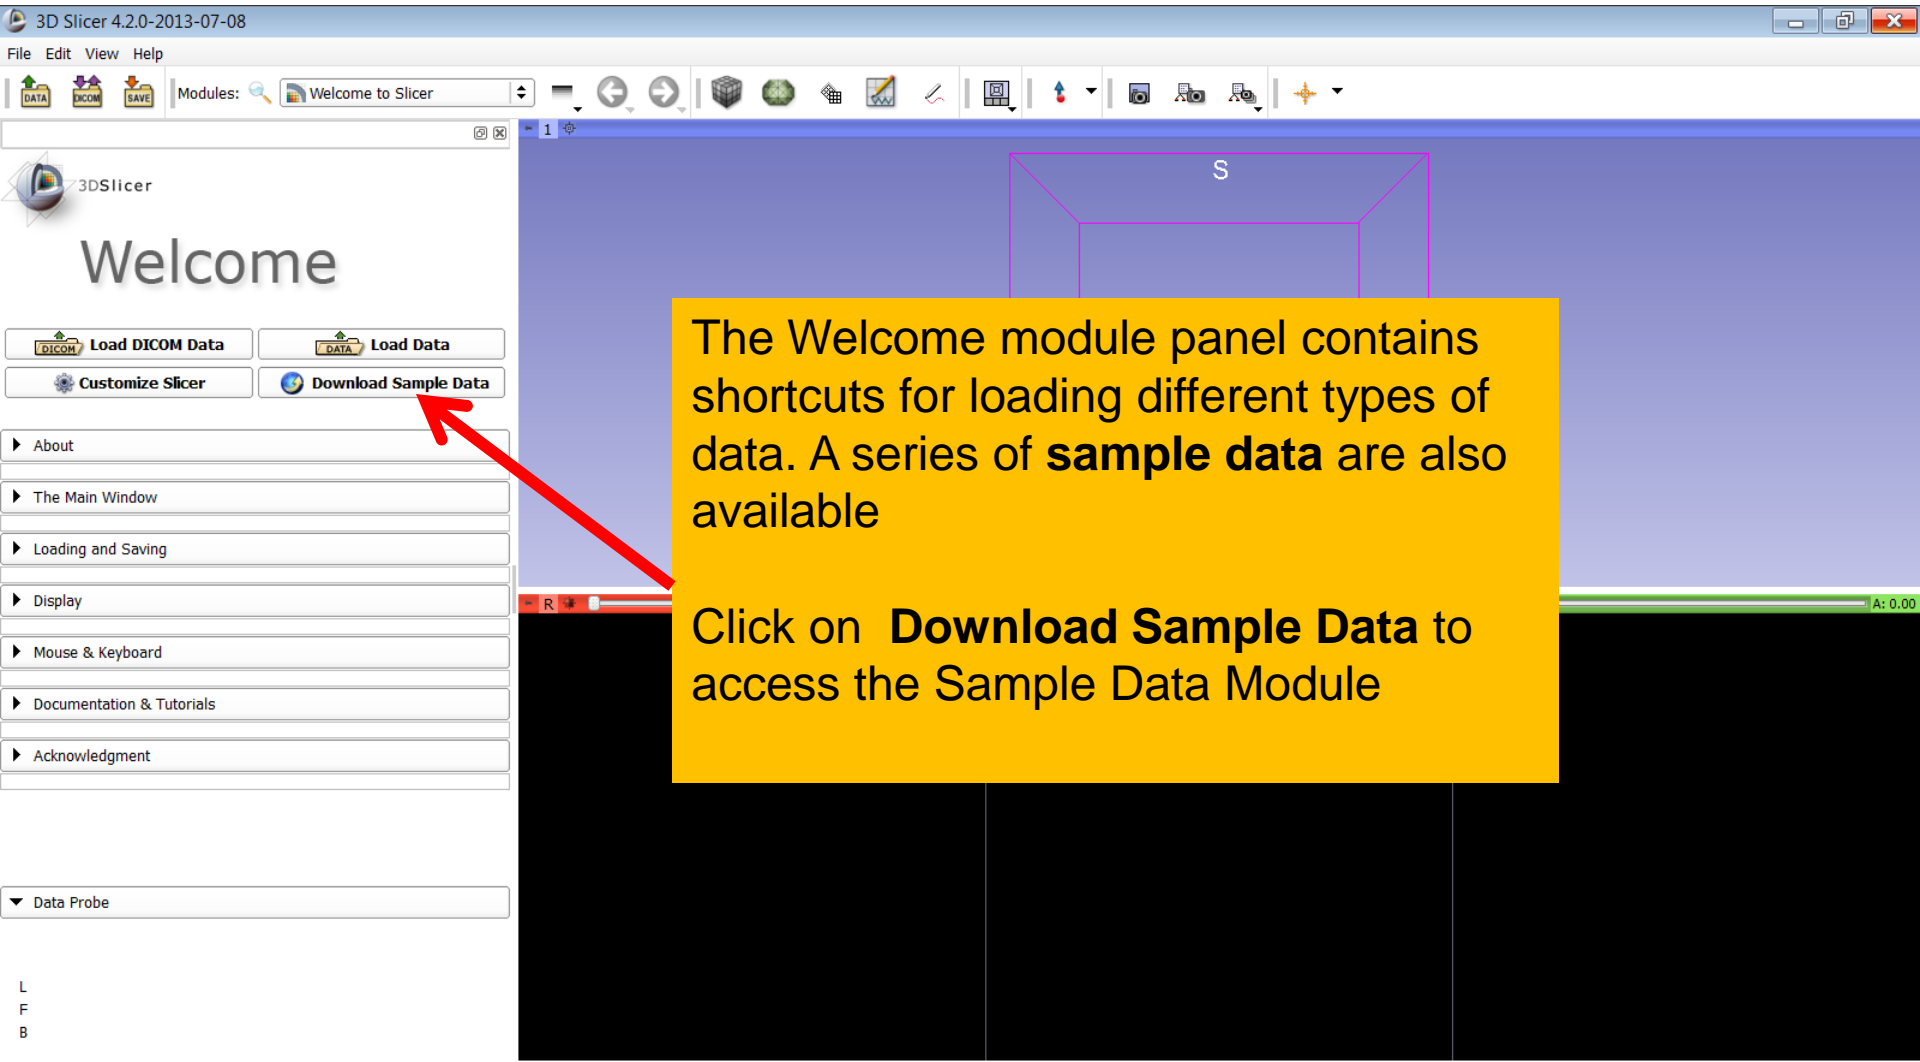 3D Slicer 4.2.0-2013-07-08
File Edit View Help
DATA DICOM SAVE Modules: Welcome to Slicer
1
3DSlicer
S
Welcome
DICOM Load DICOM Data DATA Load Data
Customize Slicer Download Sample Data
The Welcome module panel contains
shortcuts for loading different types of
data. A series of sample data are also
available
Click on Download Sample Data to
access the Sample Data Module
About
The Main Window
Loading and Saving
Display
Mouse & Keyboard
Documentation & Tutorials
Acknowledgment
Data Probe
L
F
B
R
A: 0.00